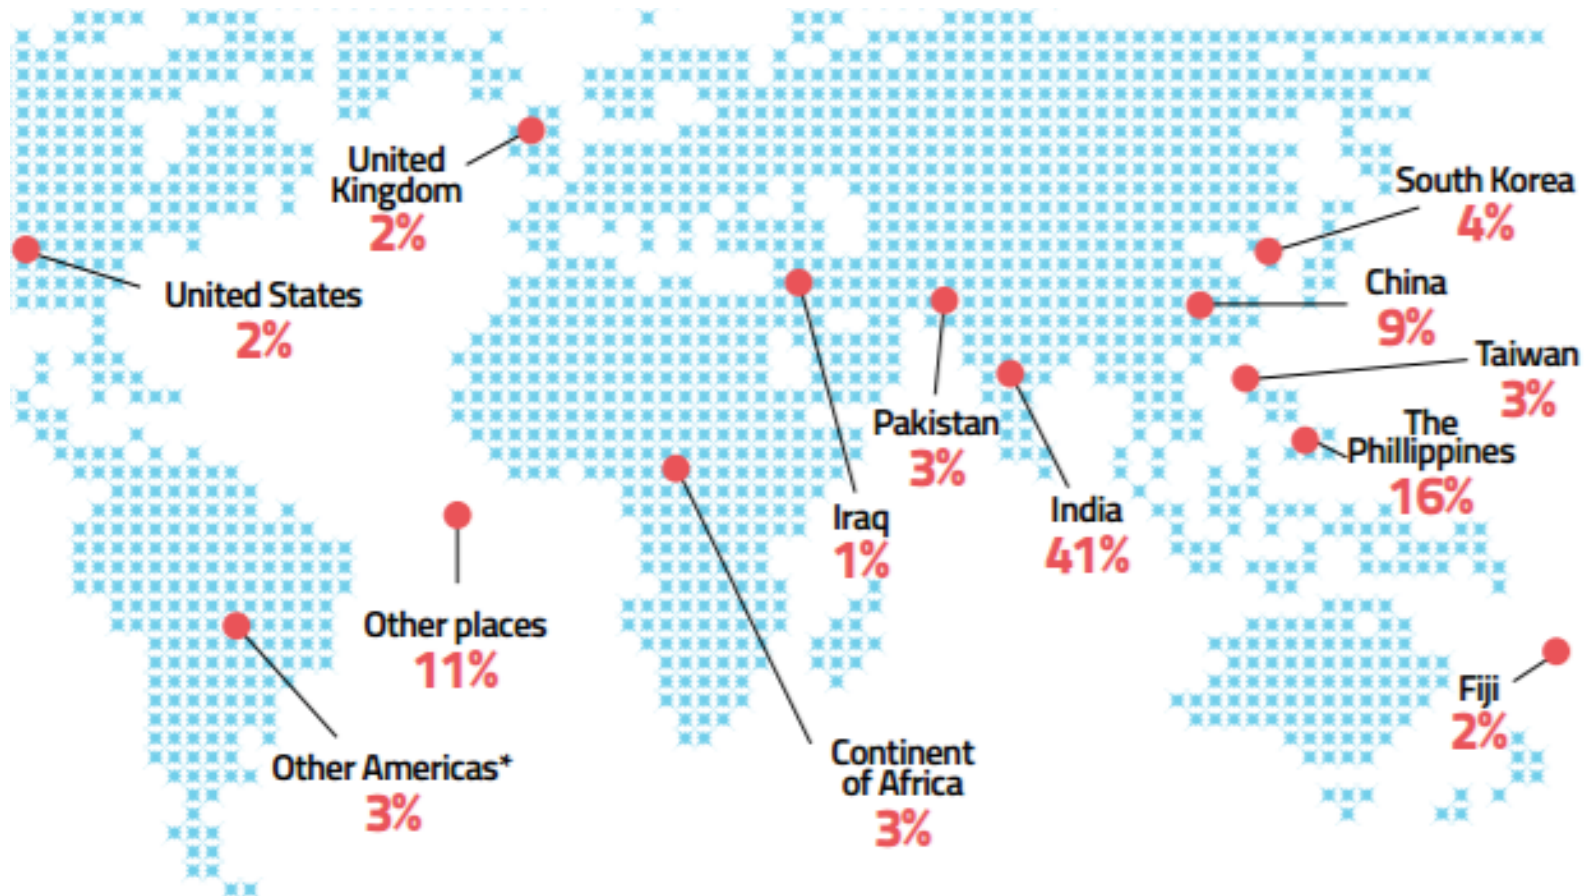 United
Kingdom
2%
United States
2%
South Korea
4%
China
9%
Taiwan
3%
The
Phillippines
16%
Pakistan
3%
Iraq
1%
India
41%
Other places
11%
Fiji
2%
Other Americas*
3%
Continent
of Africa
3%